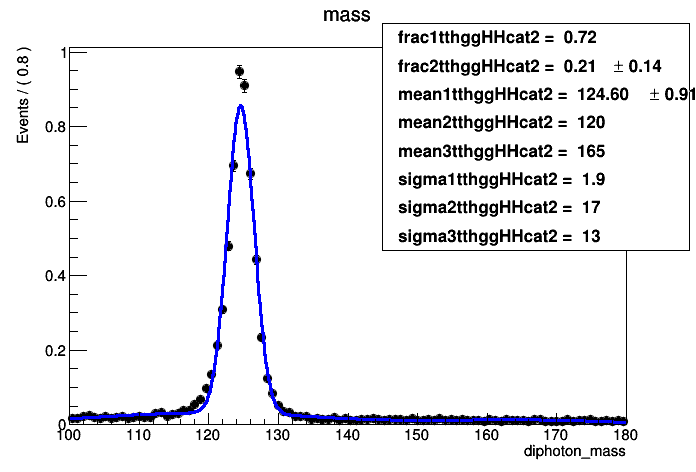 mass
frac1tthggHHcat2 = 0.72
frac2tthggHHcat2 = 0.21 ± 0.14
mean1tthggHHcat2 = 124.60 ± 0.91
mean2tthggHHcat2 = 120
mean3tthggHHcat2 = 165
sigma1tthggHHcat2 = 1.9
sigma2tthggHHcat2 = 17
sigma3tthggHHcat2 = 13
Events / ( 0.8 )
1
0.8
0.6
0.4
0.2
0
100 110 120 130 140 150 160 170 180
diphoton_mass